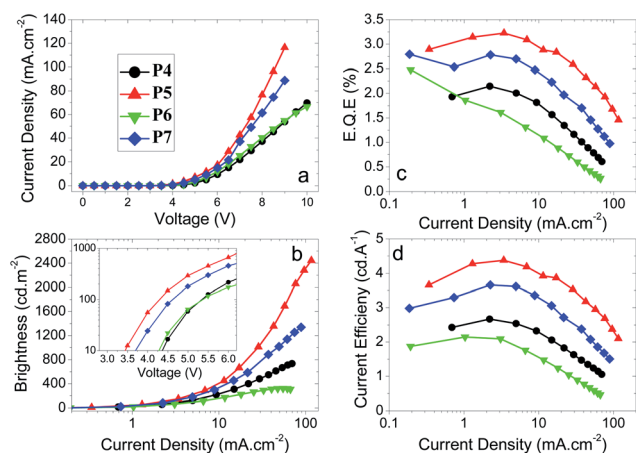 140
120
100
80
60
40
20
0
Current Density (mA.cm⁻²)
P4
P5
P6
P7
a
0 2 4 6 8 10
Voltage (V)
3.5
3.0
2.5
2.0
1.5
1.0
0.5
0.0
E.Q.E (%)
c
0.1 1 10 100
Current Density (mA.cm⁻²)
2800
2400
2000
1600
1200
800
400
0
Brightness (cd.m⁻²)
b
1000
100
10
3.0 3.5 4.0 4.5 5.0 5.5 6.0
Voltage (V)
1 10 100
Current Density (mA.cm⁻²)
5
4
3
2
1
0
Current Efficieny (cd.A⁻¹)
d
0.1 1 10 100
Current Density (mA.cm⁻²)